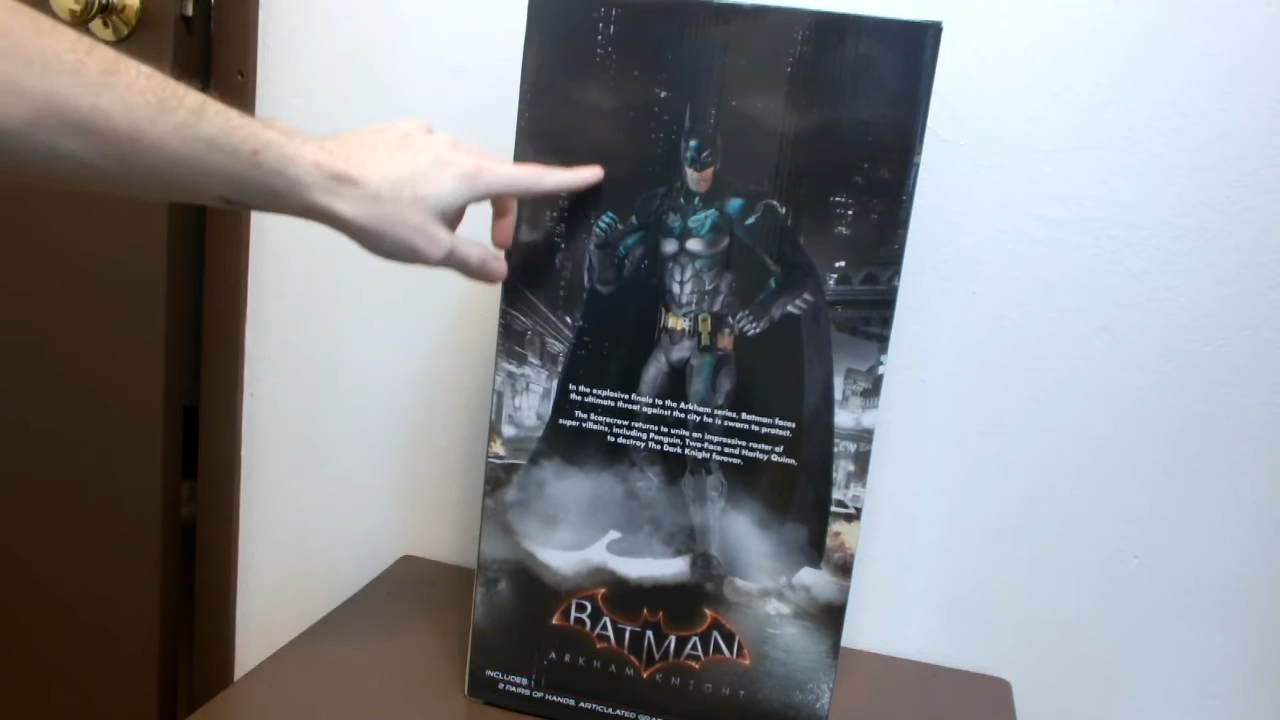 In the explosive finale to the Arkham series, Batman faces
the ultimate threat against the city he is sworn to protect.
The Scarecrow returns to unite an impressive roster of
super villains, including Penguin, Two-Face and Harley Quinn,
to destroy The Dark Knight forever.
BATMAN
ARKHAM KNIGHT
INCLUDES:
2 PAIRS OF HANDS, ARTICULATED